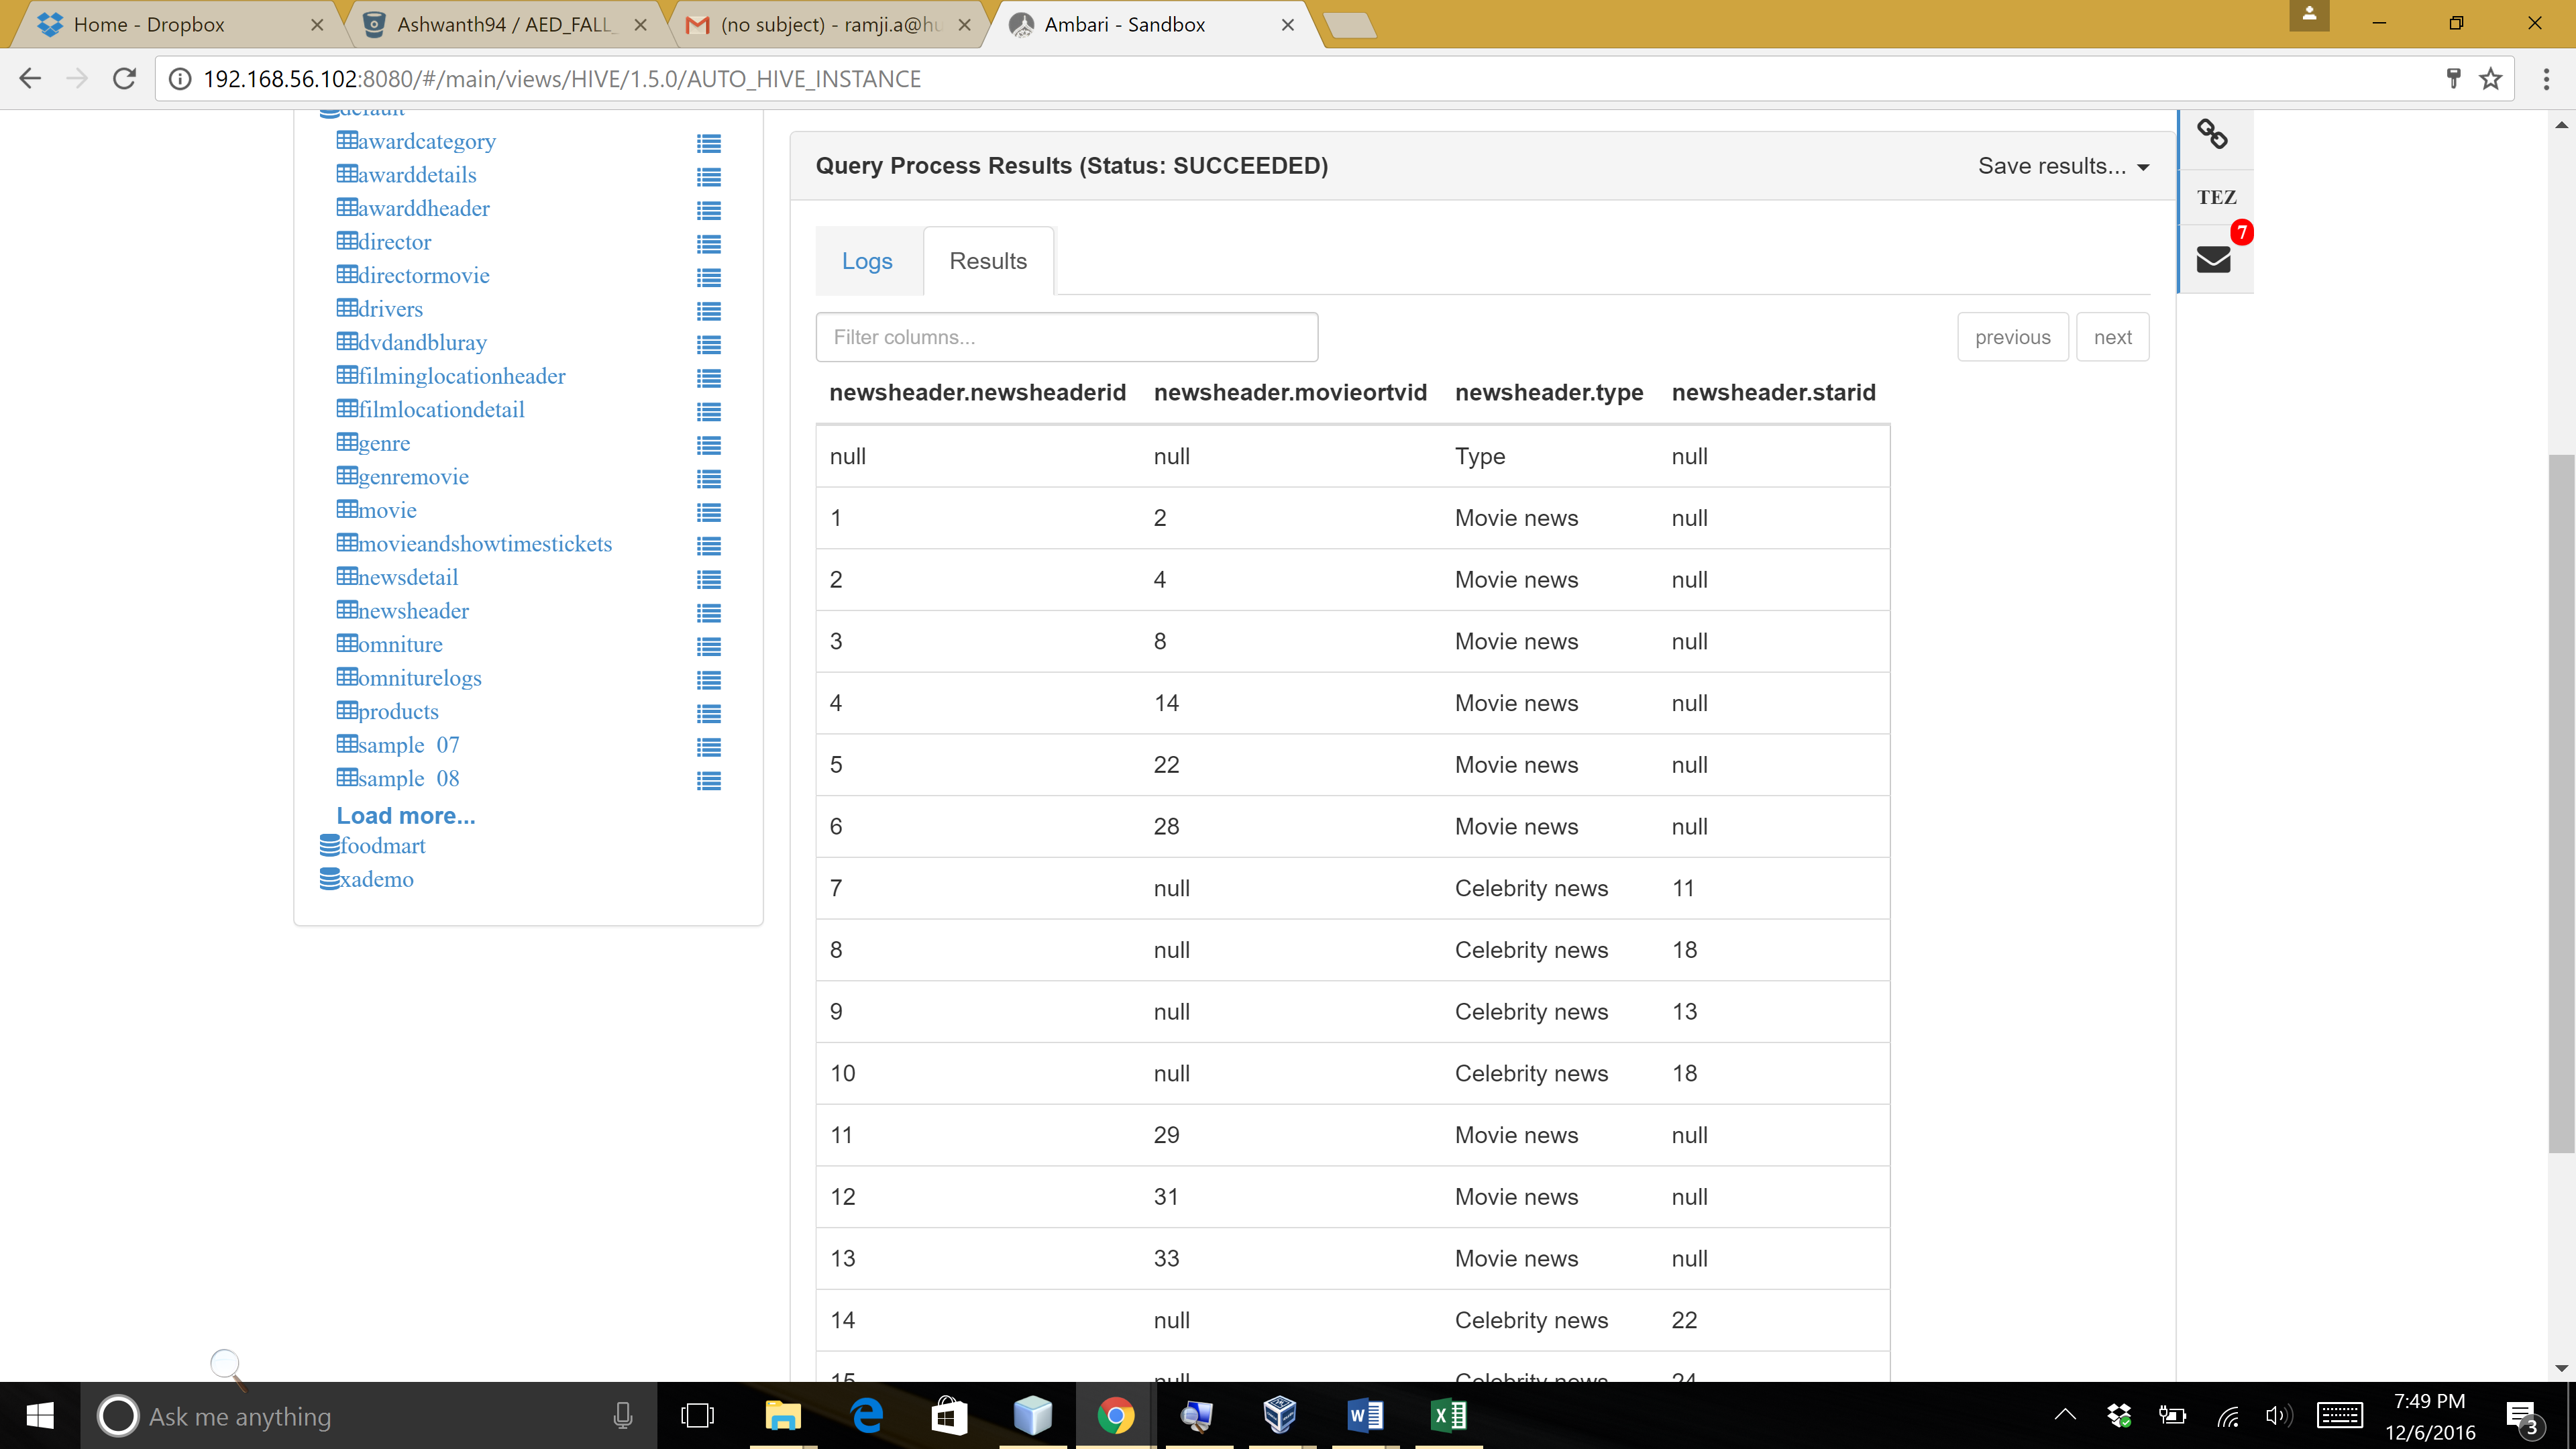 Home - Dropbox
Ashwanth94 / AED_FALL_
(no subject) - ramji.a@hu
Ambari - Sandbox
192.168.56.102:8080/#/main/views/HIVE/1.5.0/AUTO_HIVE_INSTANCE
default
awardcategory
awarddetails
awarddheader
director
directormovie
drivers
dvdandbluray
filminglocationheader
filmlocationdetail
genre
genremovie
movie
movieandshowtimestickets
newsdetail
newsheader
omniture
omniturelogs
products
sample_07
sample_08
Load more...
foodmart
xademo
Query Process Results (Status: SUCCEEDED)
Save results...
Logs
Results
Filter columns...
previous
next
newsheader.newsheaderid newsheader.movieortvid newsheader.type newsheader.starid
null null Type null
1 2 Movie news null
2 4 Movie news null
3 8 Movie news null
4 14 Movie news null
5 22 Movie news null
6 28 Movie news null
7 null Celebrity news 11
8 null Celebrity news 18
9 null Celebrity news 13
10 null Celebrity news 18
11 29 Movie news null
12 31 Movie news null
13 33 Movie news null
14 null Celebrity news 22
15 null Celebrity news 24
TEZ
7
Ask me anything
7:49 PM
12/6/2016
3